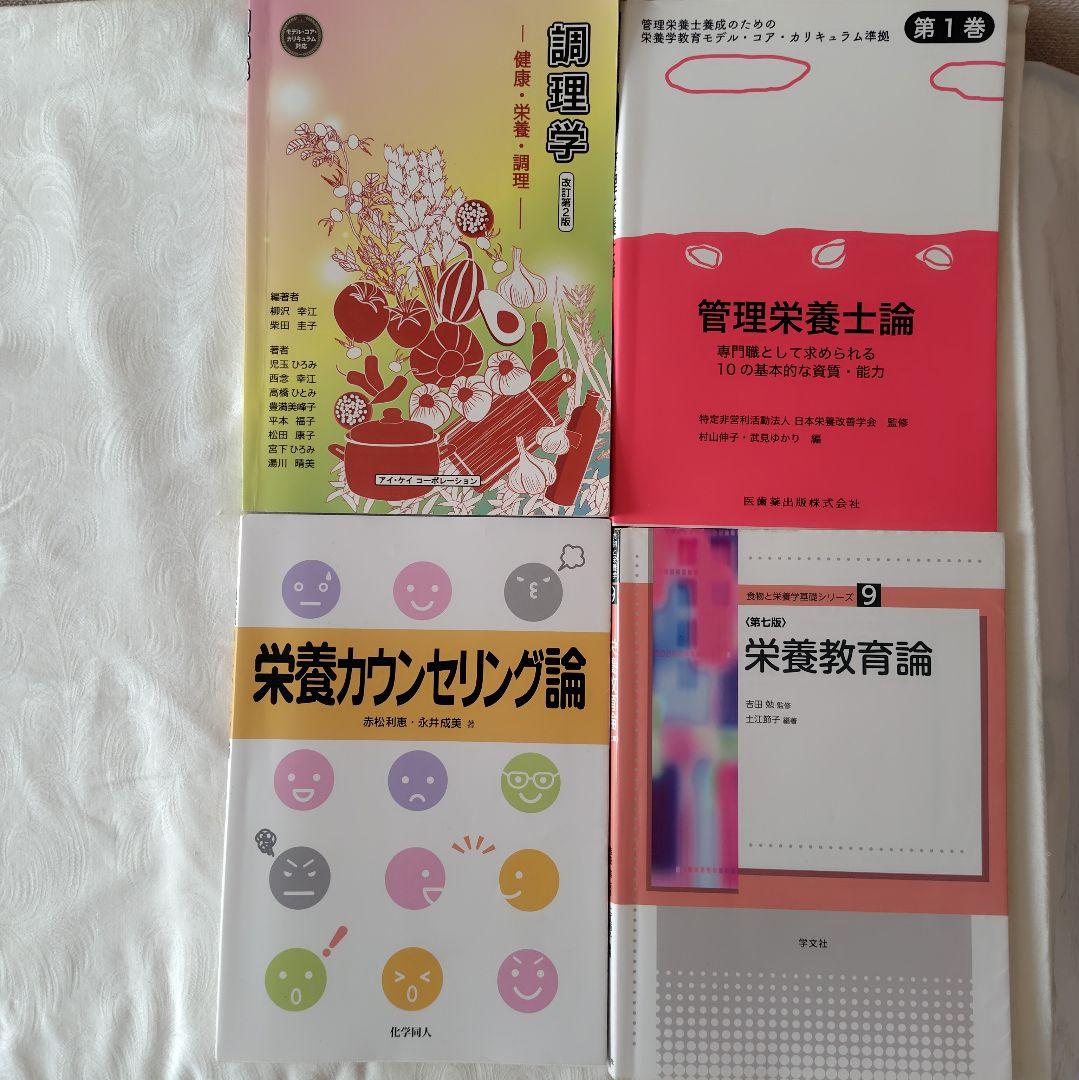 モデル・コア・
カリキュラム
対応
調理学
―健康・栄養・調理―
改訂第2版
編著者
柳沢 幸江
柴田 圭子
著者
児玉 ひろみ
西念 幸江
高橋 ひとみ
豊満美峰子
平本 福子
松田 康子
宮下 ひろみ
湯川 晴美
アイ・ケイ コーポレーション
管理栄養士養成のための
栄養学教育モデル・コア・カリキュラム準拠
第1巻
管理栄養士論
専門職として求められる
10の基本的な資質・能力
特定非営利活動法人 日本栄養改善学会 監修
村山伸子・武見ゆかり 編
医歯薬出版株式会社
栄養カウンセリング論
赤松利恵・永井成美 著
化学同人
食物と栄養学基礎シリーズ 9
〈第七版〉
栄養教育論
吉田 勉 監修
土江節子 編著
学文社